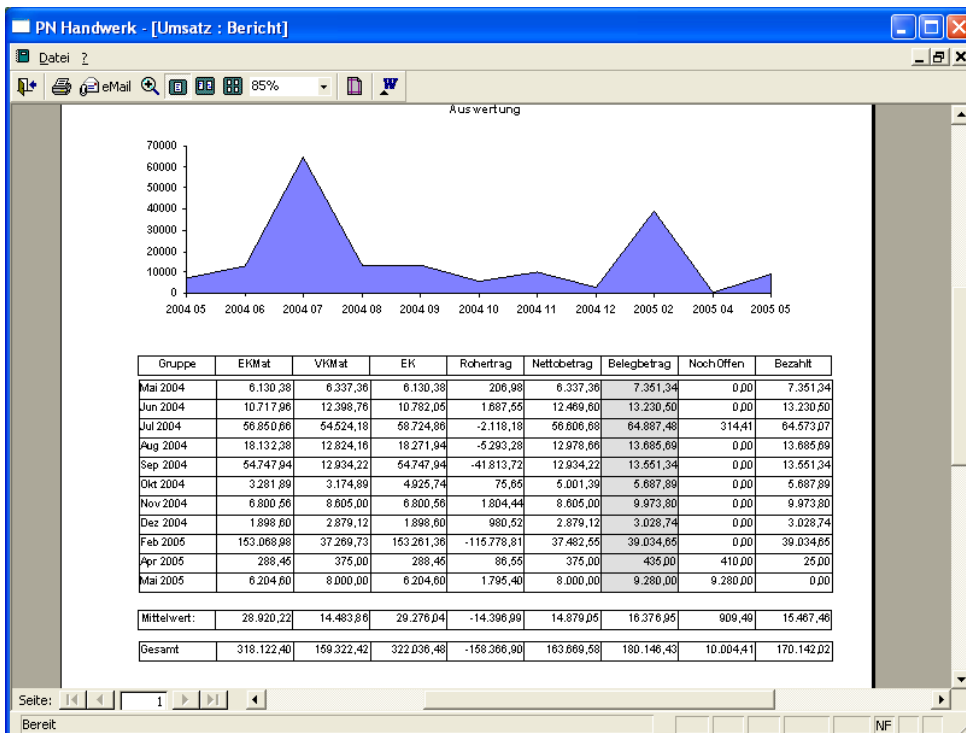 PN Handwerk - [Umsatz : Bericht]
Datei ?
eMail 85% W
Auswertung
70000
60000
50000
40000
30000
20000
10000
0
2004 05 2004 06 2004 07 2004 08 2004 09 2004 10 2004 11 2004 12 2005 02 2005 04 2005 05
Gruppe EKMat VKMat EK Rohertrag Nettobetrag Belegbetrag Noch Offen Bezahlt
Mai 2004 6.130,38 6.337,36 6.130,38 206,98 6.337,36 7.351,34 0,00 7.351,34
Jun 2004 10.717,96 12.398,76 10.782,05 1.687,55 12.469,60 13.230,50 0,00 13.230,50
Jul 2004 56.850,66 54.524,18 58.724,86 -2.118,18 56.606,68 64.887,48 314,41 64.573,07
Aug 2004 18.132,38 12.824,16 18.271,94 -5.293,28 12.978,66 13.685,69 0,00 13.685,69
Sep 2004 54.747,94 12.934,22 54.747,94 -41.813,72 12.934,22 13.551,34 0,00 13.551,34
Okt 2004 3.281,89 3.174,89 4.925,74 75,65 5.001,39 5.687,89 0,00 5.687,89
Nov 2004 6.800,56 8.605,00 6.800,56 1.804,44 8.605,00 9.973,80 0,00 9.973,80
Dez 2004 1.898,60 2.879,12 1.898,60 980,52 2.879,12 3.028,74 0,00 3.028,74
Feb 2005 153.068,98 37.269,73 153.261,36 -115.778,81 37.482,55 39.034,65 0,00 39.034,65
Apr 2005 288,45 375,00 288,45 86,55 375,00 435,00 410,00 25,00
Mai 2005 6.204,60 8.000,00 6.204,60 1.795,40 8.000,00 9.280,00 9.280,00 0,00
Mittelwert: 28.920,22 14.483,86 29.276,04 -14.396,99 14.879,05 16.376,95 909,49 15.467,46
Gesamt 318.122,40 159.322,42 322.036,48 -158.366,90 163.669,58 180.146,43 10.004,41 170.142,02
Seite: 1
Bereit NF